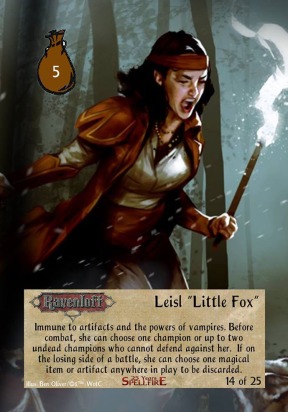 5
Ravenloft
Leisl "Little Fox"
Immune to artifacts and the powers of vampires. Before
combat, she can choose one champion or up to two
undead champions who cannot defend against her. If on
the losing side of a battle, she can choose one magical
item or artifact anywhere in play to be discarded.
SPELLFIRE
14 of 25